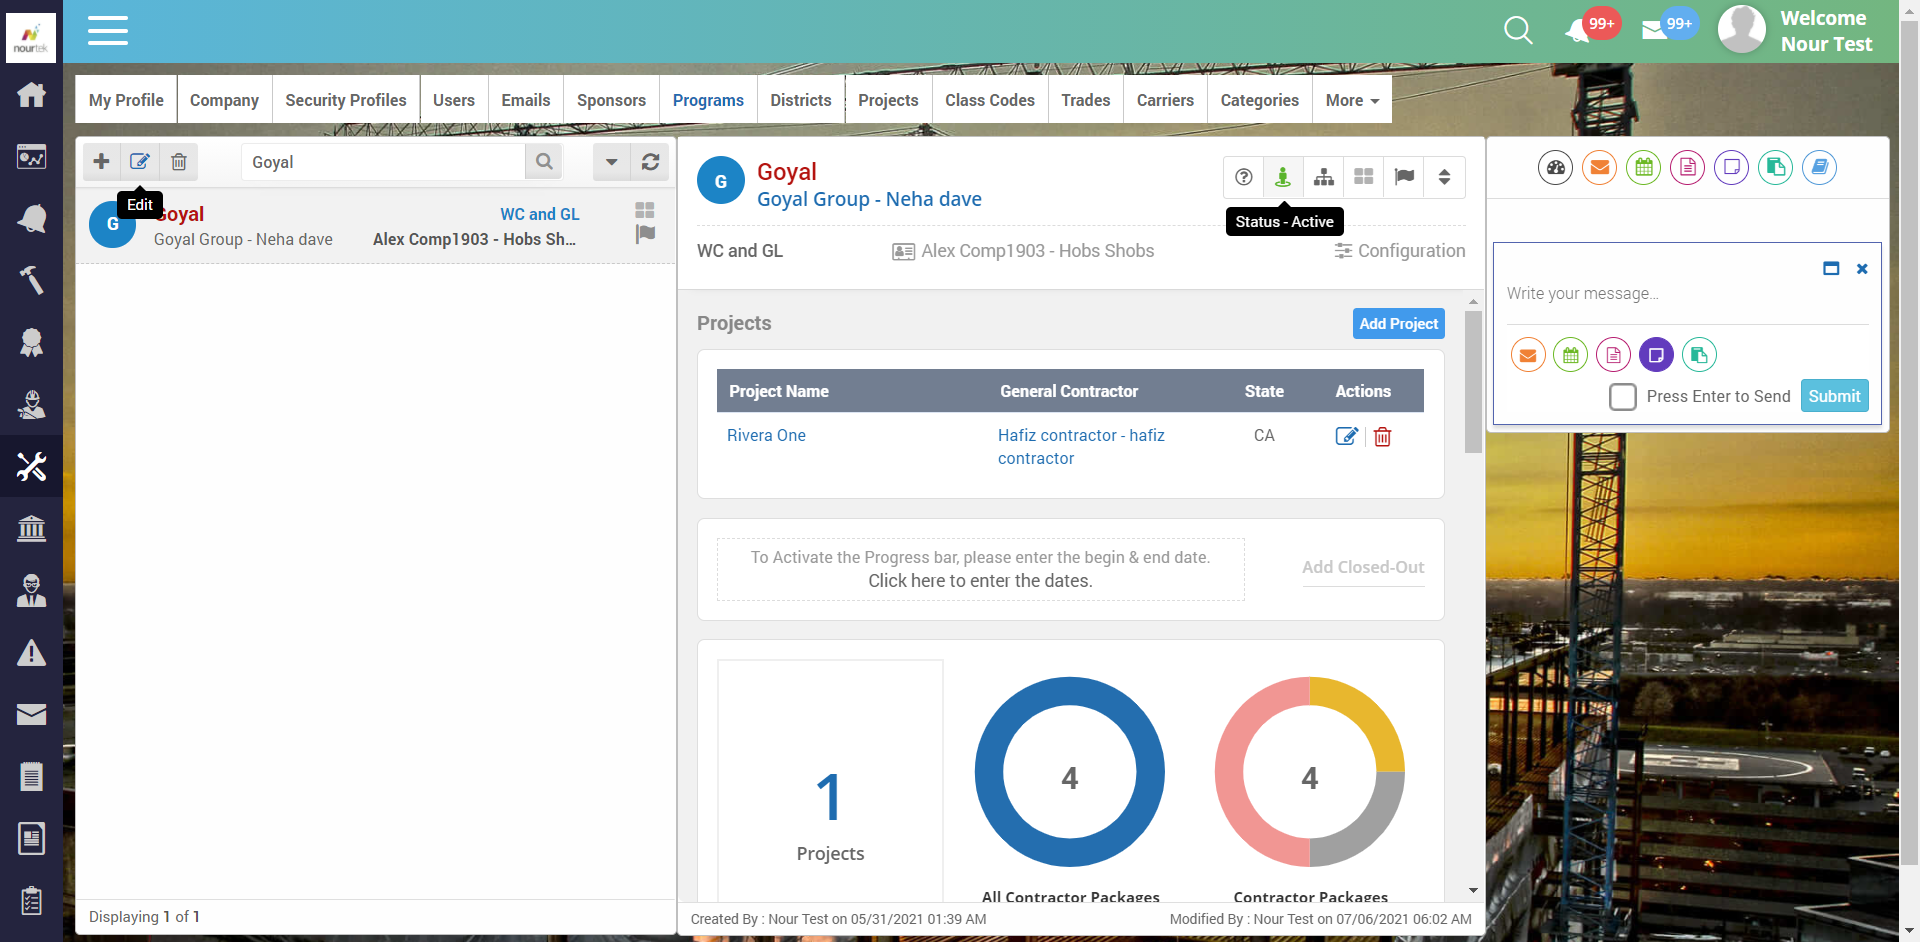 nourtek
99+
99+
Welcome
Nour Test
My Profile
Company
Security Profiles
Users
Emails
Sponsors
Programs
Districts
Projects
Class Codes
Trades
Carriers
Categories
More
Goyal
Edit
G
Goyal
WC and GL
Goyal Group - Neha dave
Alex Comp1903 - Hobs Sh...
Displaying 1 of 1
G
Goyal
Goyal Group - Neha dave
Status - Active
WC and GL
Alex Comp1903 - Hobs Shobs
Configuration
Projects
Add Project
Project Name
General Contractor
State
Actions
Rivera One
Hafiz contractor - hafiz
contractor
CA
To Activate the Progress bar, please enter the begin & end date.
Click here to enter the dates.
Add Closed-Out
1
Projects
4
All Contractor Packages
4
Contractor Packages
Created By : Nour Test on 05/31/2021 01:39 AM
Modified By : Nour Test on 07/06/2021 06:02 AM
Write your message...
Press Enter to Send
Submit